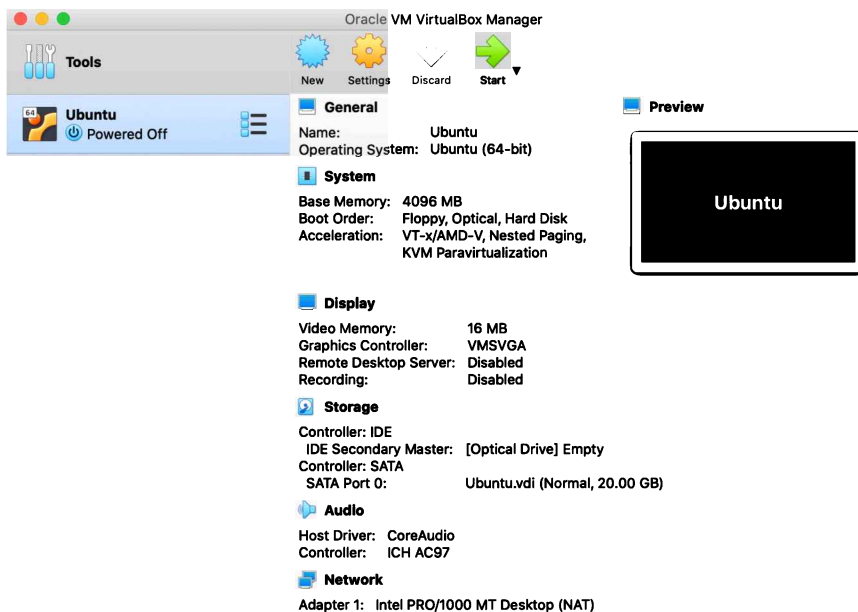 Oracle VM VirtualBox Manager
Tools
New Settings Discard Start
64
Ubuntu
Powered Off
General
Name: Ubuntu
Operating System: Ubuntu (64-bit)
System
Base Memory: 4096 MB
Boot Order: Floppy, Optical, Hard Disk
Acceleration: VT-x/AMD-V, Nested Paging,
KVM Paravirtualization
Preview
Ubuntu
Display
Video Memory: 16 MB
Graphics Controller: VMSVGA
Remote Desktop Server: Disabled
Recording: Disabled
Storage
Controller: IDE
IDE Secondary Master: [Optical Drive] Empty
Controller: SATA
SATA Port 0: Ubuntu.vdi (Normal, 20.00 GB)
Audio
Host Driver: CoreAudio
Controller: ICH AC97
Network
Adapter 1: Intel PRO/1000 MT Desktop (NAT)